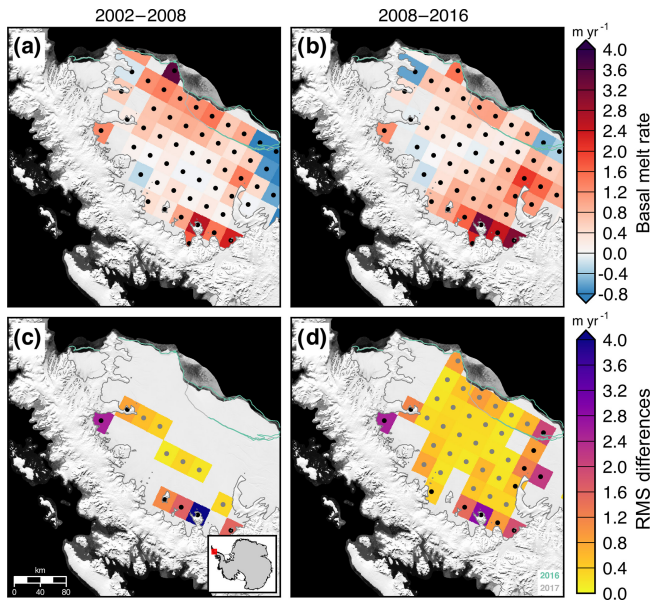 2002−2008
2008−2016
(a)
(b)
m yr⁻¹
4.0
3.6
3.2
2.8
2.4
2.0
1.6
1.2
0.8
0.4
0.0
-0.4
-0.8
Basal melt rate
(c)
(d)
m yr⁻¹
4.0
3.6
3.2
2.8
2.4
2.0
1.6
1.2
0.8
0.4
0.0
RMS differences
km
0 40 80
2016
2017